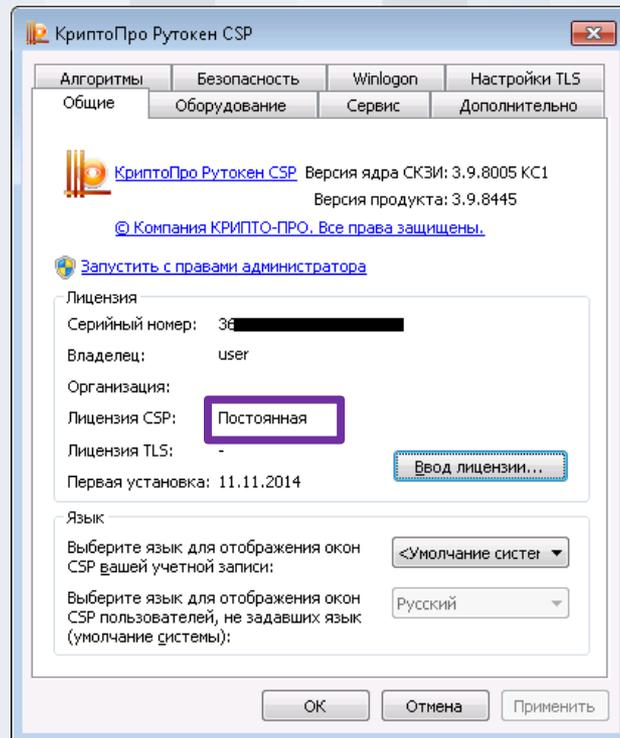 КриптоПро Рутокен CSP
Алгоритмы Безопасность Winlogon Настройки TLS
Общие Оборудование Сервис Дополнительно
КриптоПро Рутокен CSP Версия ядра СКЗИ: 3.9.8005 КС1
Версия продукта: 3.9.8445
© Компания КРИПТО-ПРО. Все права защищены.
Запустить с правами администратора
Лицензия
Серийный номер: 36
Владелец: user
Организация:
Лицензия CSP: Постоянная
Лицензия TLS: -
Ввод лицензии...
Первая установка: 11.11.2014
Язык
Выберите язык для отображения окон
CSP вашей учетной записи:
<Умолчание систег
Выберите язык для отображения окон
CSP пользователей, не задавших язык
(умолчание системы):
Русский
ОК Отмена Применить